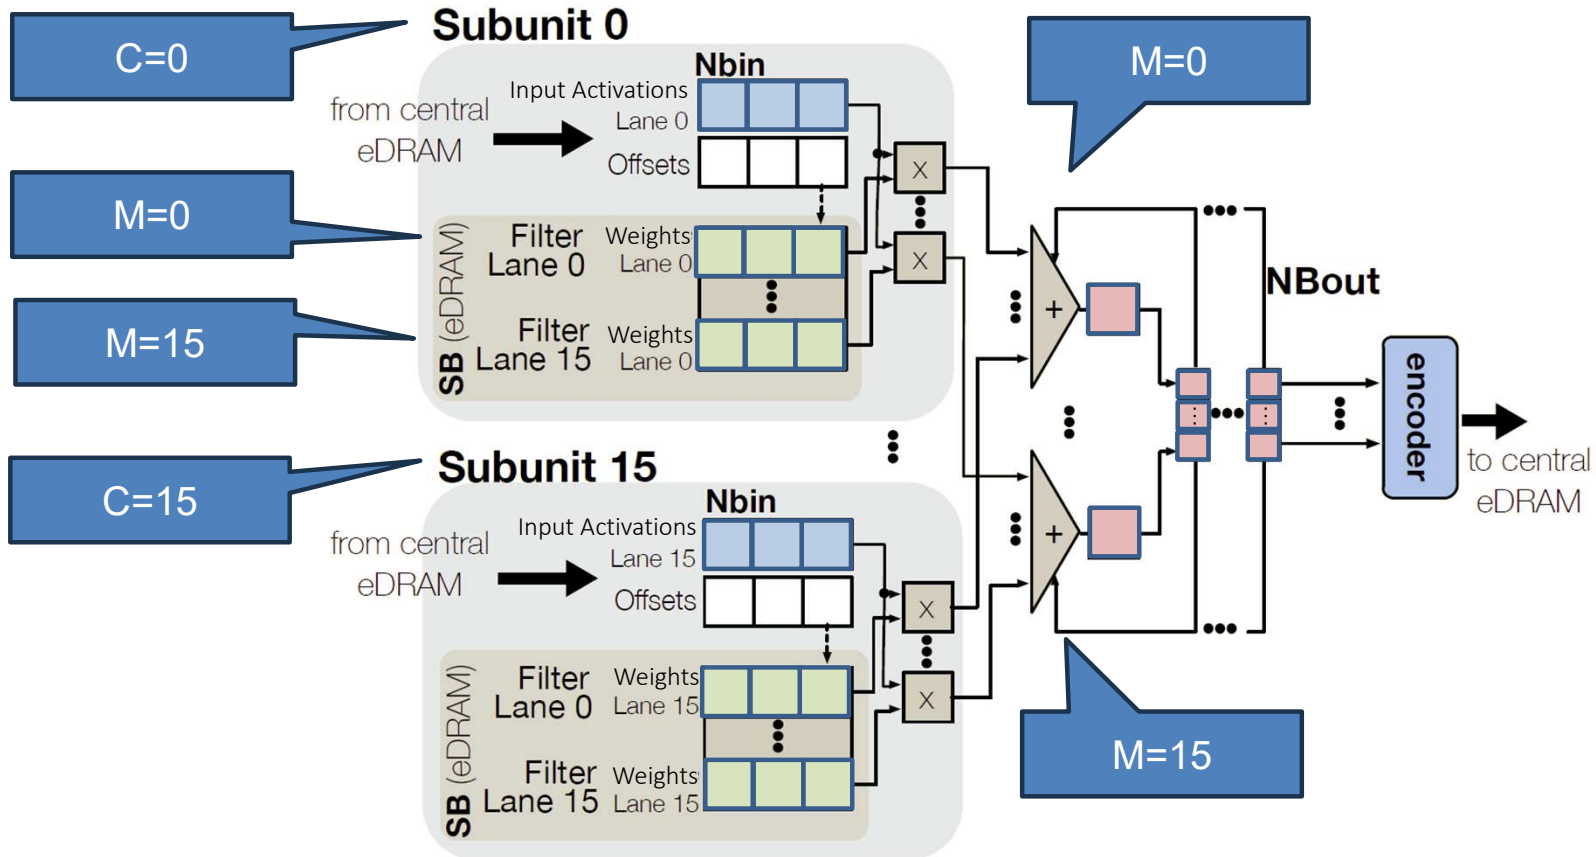 C=0
Subunit 0
M=0
Nbin
Input Activations
Lane 0
from central
eDRAM
Offsets
X
M=0
SB (eDRAM)
Filter
Lane 0
Weights
Lane 0
X
NBout
+
M=15
Filter
Lane 15
Weights
Lane 0
encoder
to central
eDRAM
C=15
Subunit 15
Nbin
Input Activations
Lane 15
from central
eDRAM
Offsets
X
+
SB (eDRAM)
Filter
Lane 0
Weights
Lane 15
X
M=15
Filter
Lane 15
Weights
Lane 15